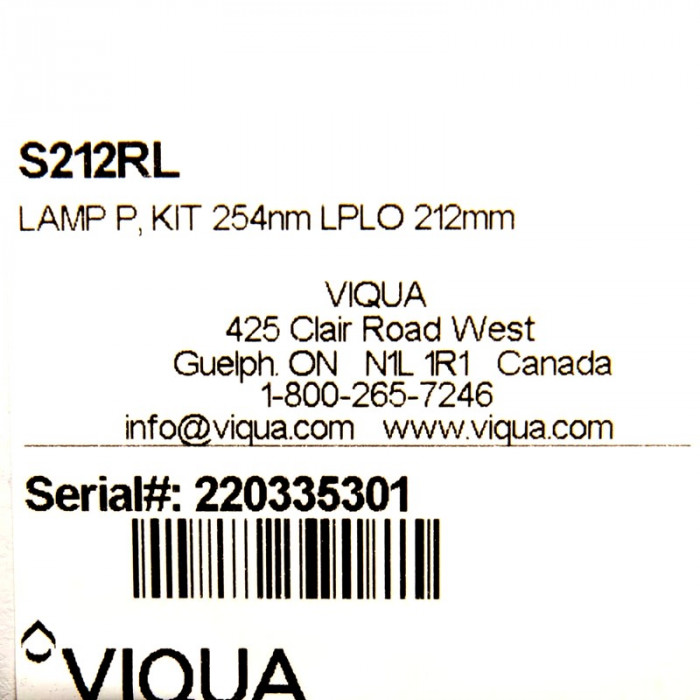 S212RL
LAMP P, KIT 254nm LPLO 212mm
VIQUA
425 Clair Road West
Guelph. ON N1L 1R1 Canada
1-800-265-7246
info@viqua.com www.viqua.com
Serial#: 220335301
VIQUA